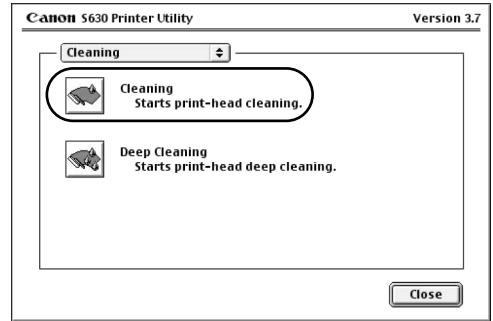 Canon S630 Printer Utility Version 3.7
Cleaning
Cleaning
Starts print-head cleaning.
Deep Cleaning
Starts print-head deep cleaning.
Close